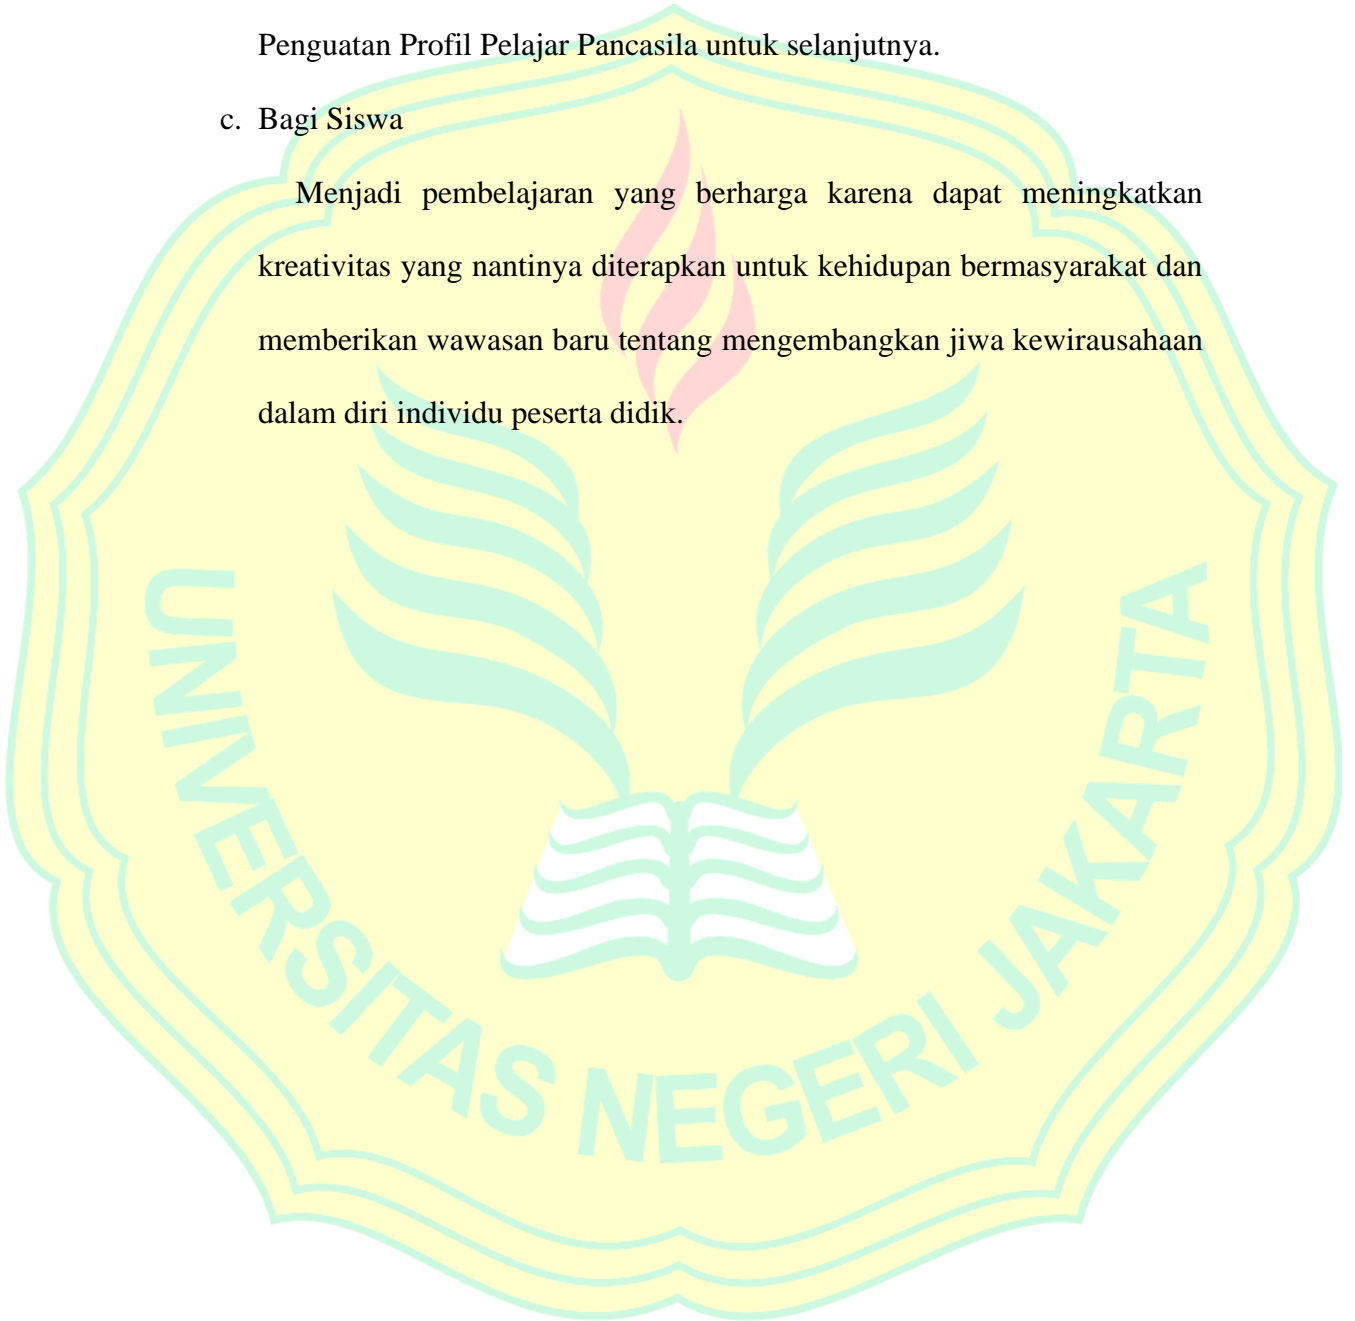 Penguatan Profil Pelajar Pancasila untuk selanjutnya.
c. Bagi Siswa
Menjadi pembelajaran yang berharga karena dapat meningkatkan
kreativitas yang nantinya diterapkan untuk kehidupan bermasyarakat dan
memberikan wawasan baru tentang mengembangkan jiwa kewirausahaan
dalam diri individu peserta didik.
UNIVERSITAS NEGERI JAKARTA